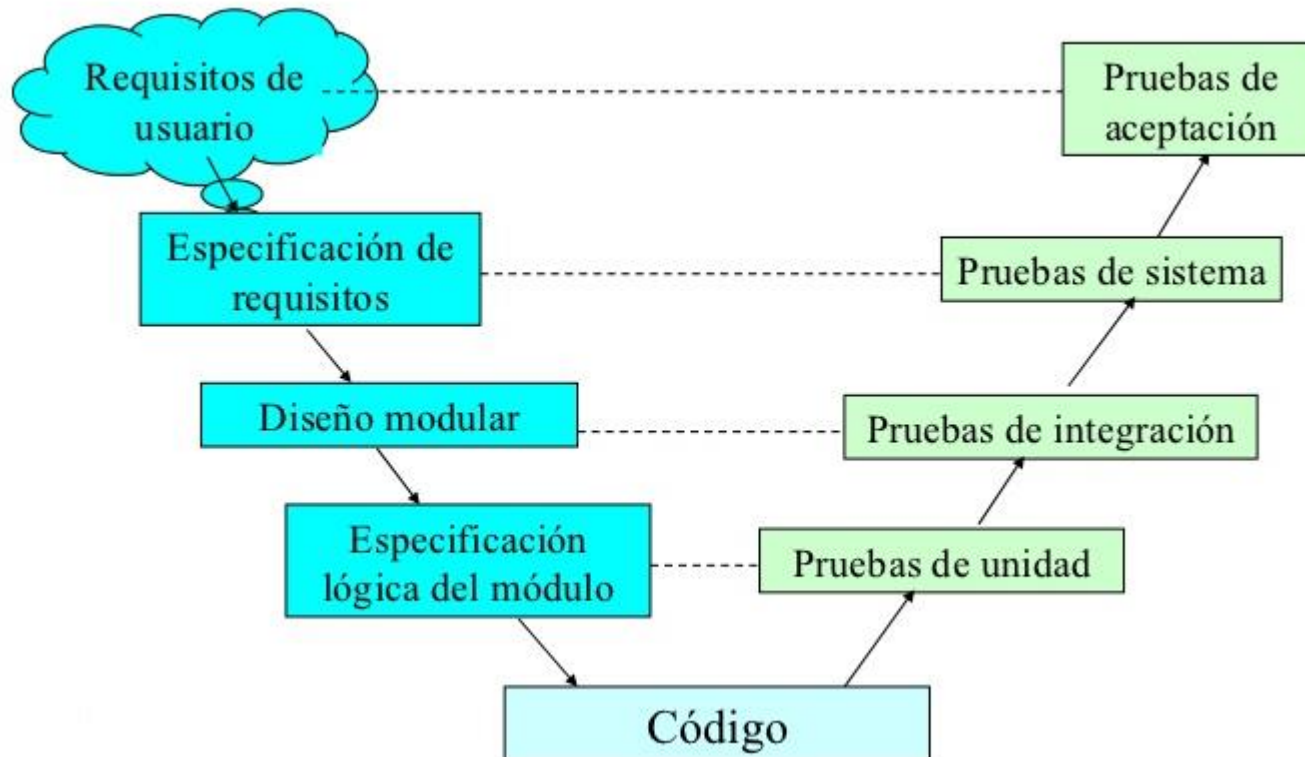 Requisitos de
usuario
Pruebas de
aceptación
Especificación de
requisitos
Pruebas de sistema
Diseño modular
Pruebas de integración
Especificación
lógica del módulo
Pruebas de unidad
Código